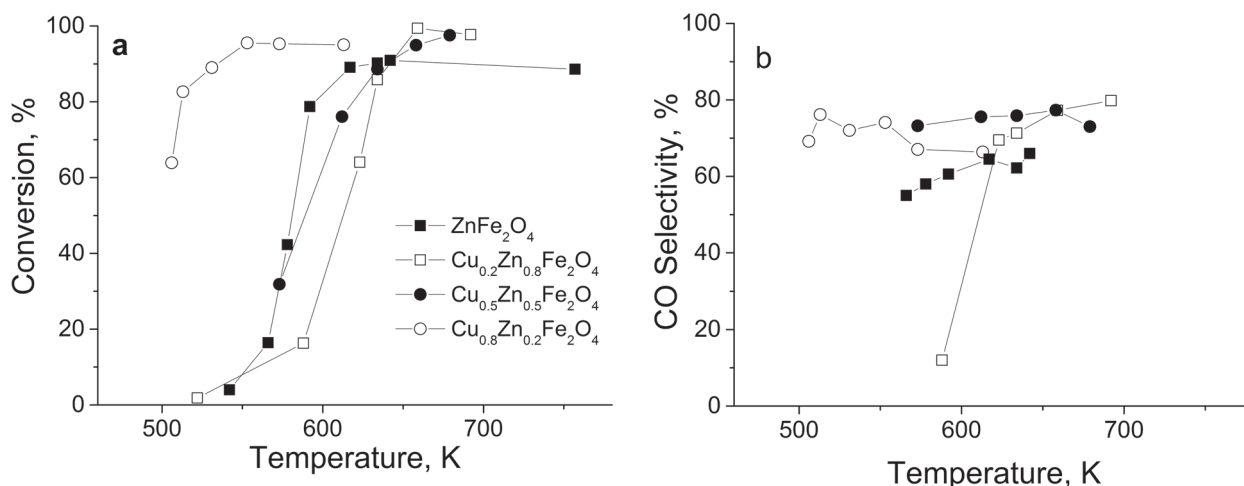 a
100
80
60
40
20
0
Conversion, %
500 600 700
Temperature, K
ZnFe₂O₄
Cu₀.₂Zn₀.₈Fe₂O₄
Cu₀.₅Zn₀.₅Fe₂O₄
Cu₀.₈Zn₀.₂Fe₂O₄
b
100
80
60
40
20
0
CO Selectivity, %
500 600 700
Temperature, K